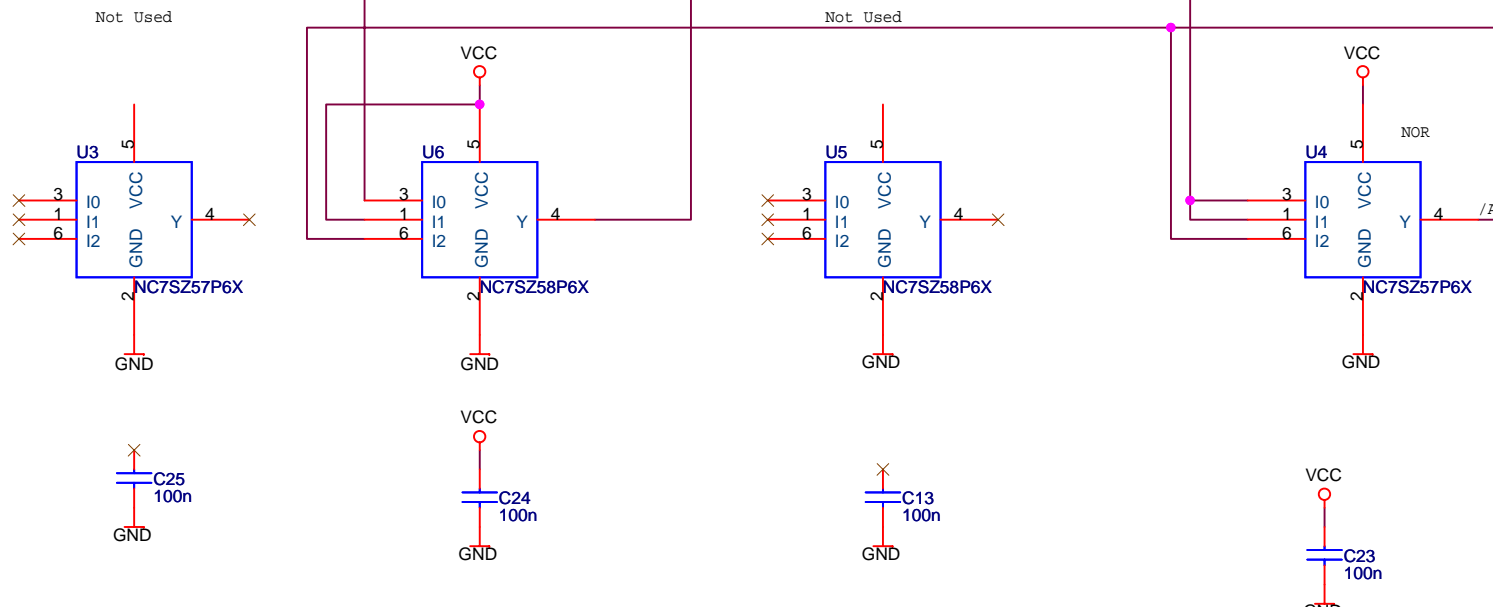 Not Used
Not Used
VCC
VCC
NOR
U3
5
U6
5
U5
5
U4
5
3
I0
VCC
1
I1
Y
4
6
I2
GND
2
NC7SZ57P6X
GND
3
I0
VCC
1
I1
Y
4
6
I2
GND
2
NC7SZ58P6X
GND
3
I0
VCC
1
I1
Y
4
6
I2
GND
2
NC7SZ58P6X
GND
3
I0
VCC
1
I1
Y
4
6
I2
GND
2
NC7SZ57P6X
GND
C25
100n
GND
VCC
C24
100n
GND
C13
100n
GND
VCC
C23
100n